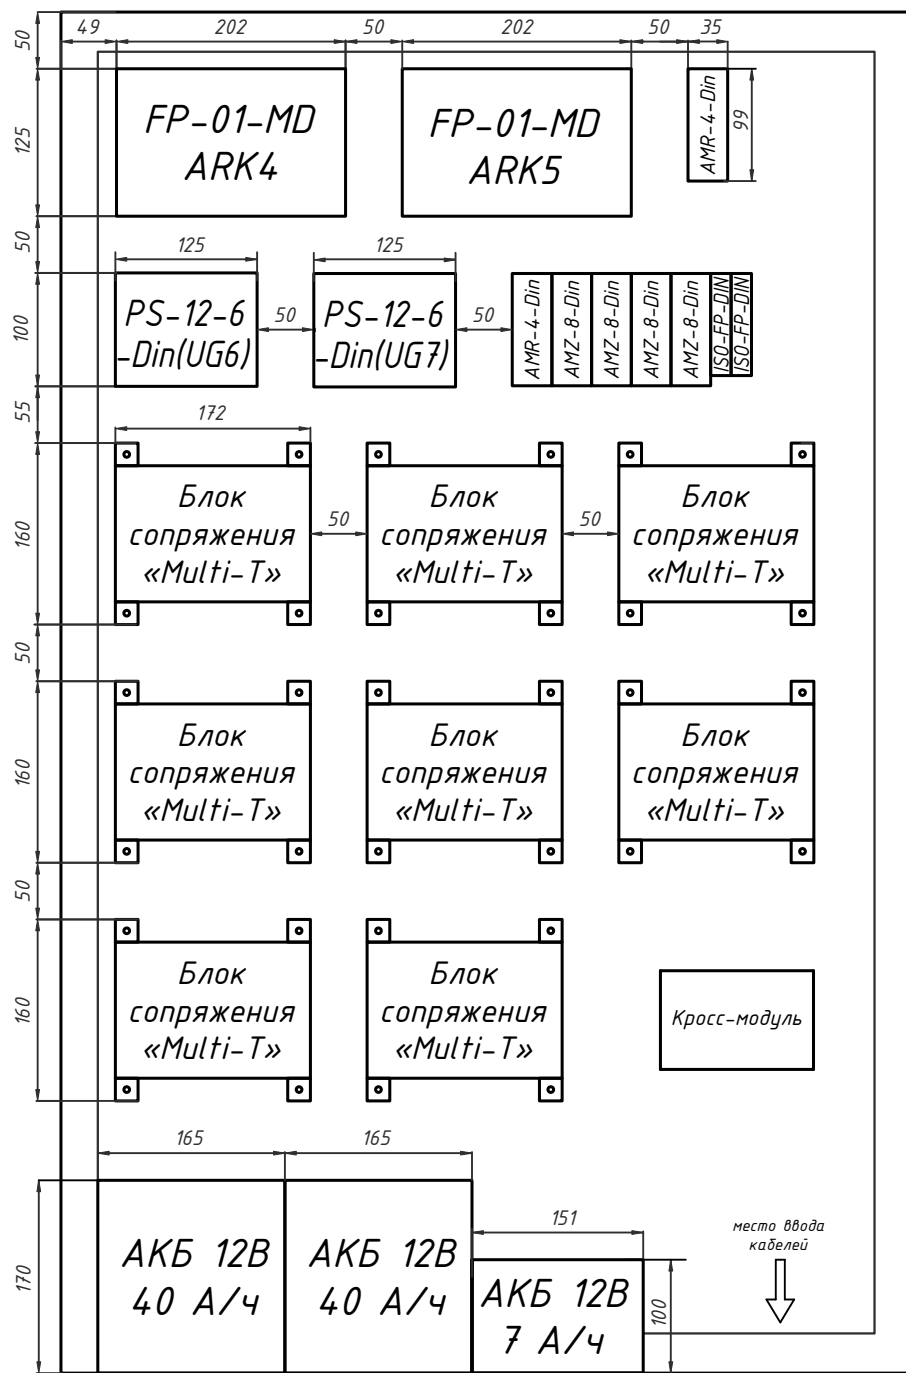 49 202 50 202 50 35
50
125
FP-01-MD
ARK4
FP-01-MD
ARK5
AMR-4-Din
99
50
125 125
100
PS-12-6
-Din(UG6)
50
PS-12-6
-Din(UG7)
50
AMR-4-Din
AMZ-8-Din
AMZ-8-Din
AMZ-8-Din
AMZ-8-Din
ISO-FP-DIN
ISO-FP-DIN
55
172
160
Блок
сопряжения
«Multi-T»
50
Блок
сопряжения
«Multi-T»
50
Блок
сопряжения
«Multi-T»
50
160
Блок
сопряжения
«Multi-T»
Блок
сопряжения
«Multi-T»
Блок
сопряжения
«Multi-T»
50
160
Блок
сопряжения
«Multi-T»
Блок
сопряжения
«Multi-T»
Кросс-модуль
165 165
170
АКБ 12В
40 А/ч
АКБ 12В
40 А/ч
151
АКБ 12В
7 А/ч
100
место ввода
кабелей